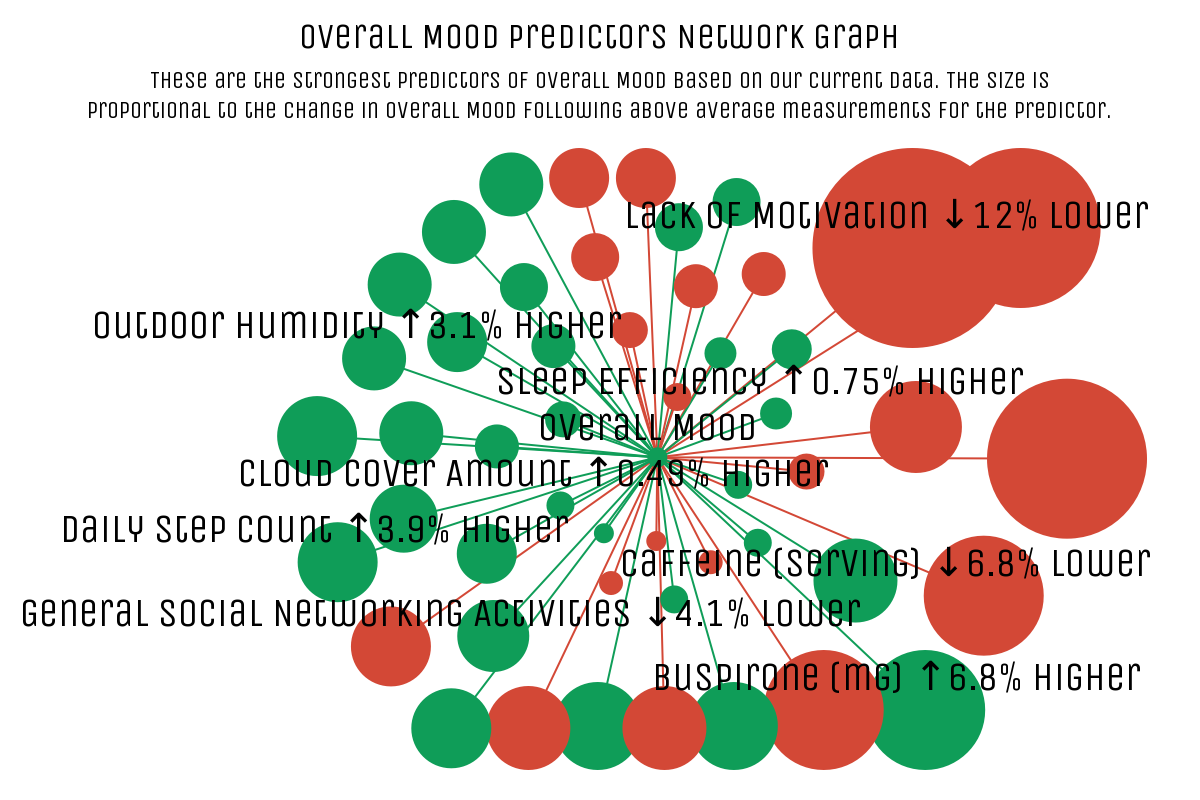 Overall Mood Predictors Network Graph
These are the strongest predictors of Overall Mood based on our current data. The size is
proportional to the change in Overall Mood following above average measurements for the predictor.
Lack Of Motivation ↓12% Lower
Outdoor Humidity ↑3.1% Higher
Sleep Efficiency ↑0.75% Higher
Overall Mood
Cloud Cover Amount ↑0.49% Higher
Daily Step Count ↑3.9% Higher
Caffeine (serving) ↓6.8% Lower
General Social Networking Activities ↓4.1% Lower
Buspirone (mg) ↑6.8% Higher